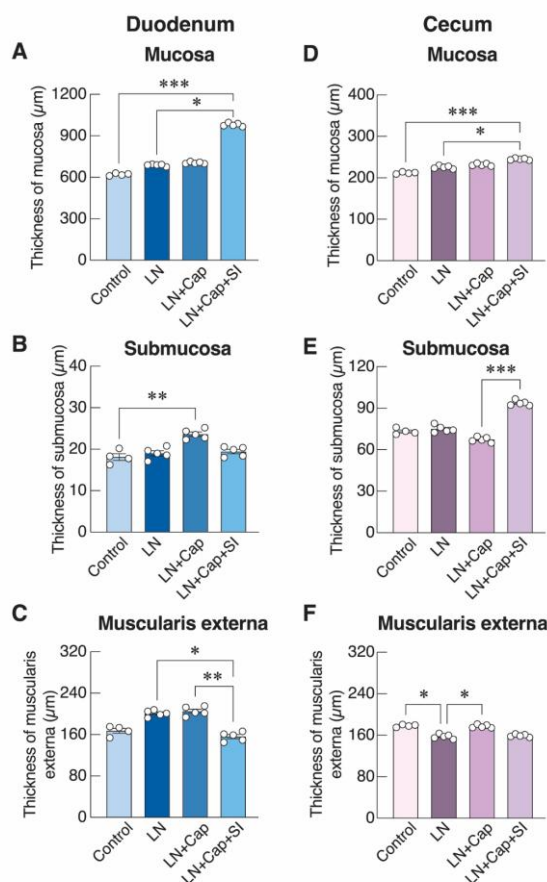 Duodenum
A
Mucosa
Thickness of mucosa (µm)
1200
900
600
300
0
***
*
Control
LN
LN+Cap
LN+Cap+SI
B
Submucosa
Thickness of submucosa (µm)
40
30
20
10
0
**
Control
LN
LN+Cap
LN+Cap+SI
C
Muscularis externa
Thickness of muscularis
externa (µm)
320
240
160
80
0
*
**
Control
LN
LN+Cap
LN+Cap+SI
Cecum
D
Mucosa
Thickness of mucosa (µm)
400
300
200
100
0
***
*
Control
LN
LN+Cap
LN+Cap+SI
E
Submucosa
Thickness of submucosa (µm)
120
90
60
30
0
***
Control
LN
LN+Cap
LN+Cap+SI
F
Muscularis externa
Thickness of muscularis
externa (µm)
320
240
160
80
0
*
*
Control
LN
LN+Cap
LN+Cap+SI